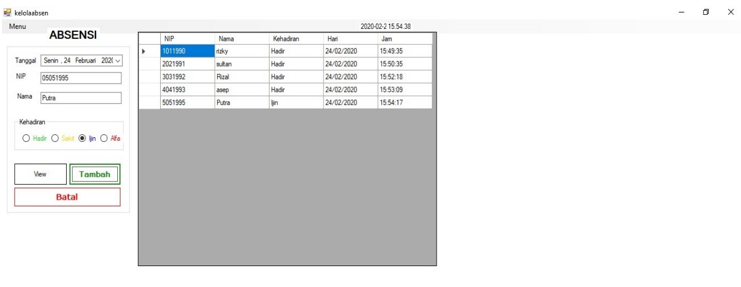 kelolaabsen
Menu
2020-02-2 15.54.38
ABSENSI
Tanggal Senin , 24 Februari 202(
NIP 05051995
Nama Putra
Kehadiran
Hadir Sakit Ijin Alfa
View Tambah
Batal
NIP Nama Kehadiran Hari Jam
1011990 rizky Hadir 24/02/2020 15:49:35
2021991 sultan Hadir 24/02/2020 15:50:35
3031992 Rizal Hadir 24/02/2020 15:52:18
4041993 asep Hadir 24/02/2020 15:53:09
5051995 Putra Ijin 24/02/2020 15:54:17